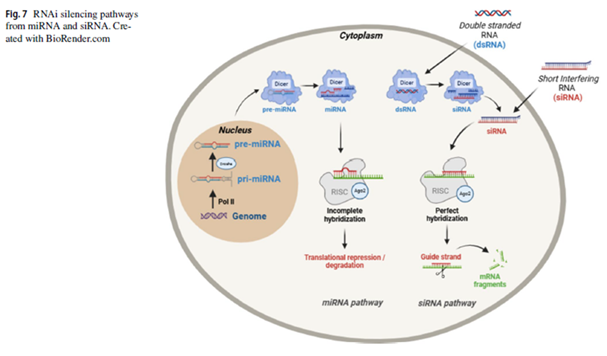 Fig. 7 RNAi silencing pathways
from miRNA and siRNA. Cre-
ated with BioRender.com
Cytoplasm
Double stranded
RNA
(dsRNA)
Short Interfering
RNA
(siRNA)
Dicer
pre-miRNA
Dicer
miRNA
Dicer
dsRNA
Dicer
siRNA
siRNA
Nucleus
pre-miRNA
Drosha
pri-miRNA
Pol II
Genome
RISC
Ago2
Incomplete
hybridization
Translational repression /
degradation
miRNA pathway
RISC
Ago2
Perfect
hybridization
Guide strand
mRNA
fragments
siRNA pathway